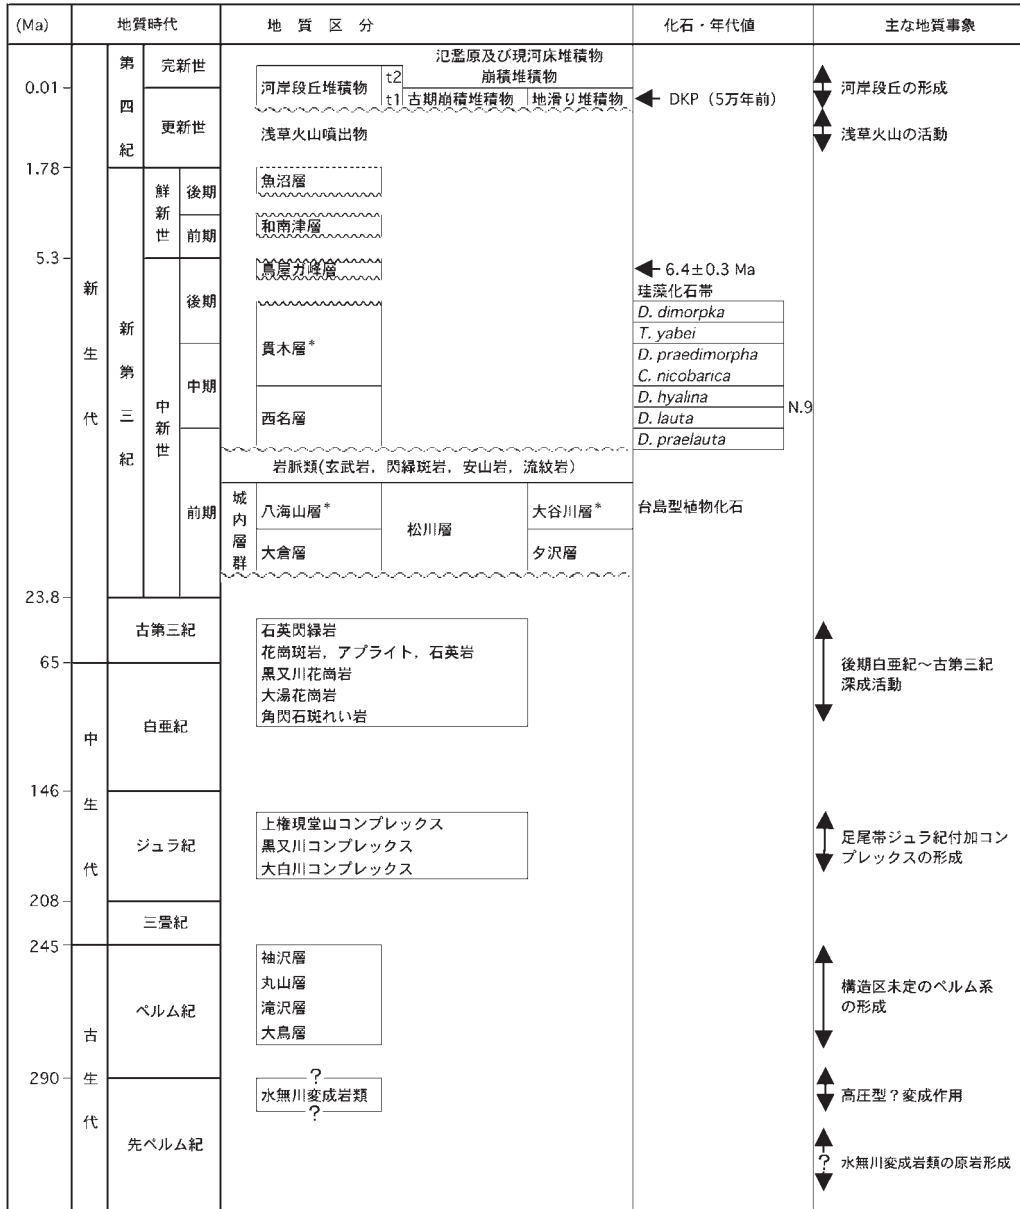 (Ma) 地質時代 地質区分 化石・年代値 主な地質事象
第四紀 完新世 氾濫原及び現河床堆積物
崩積堆積物
河岸段丘堆積物 t2
t1 古期崩積堆積物 地滑り堆積物 DKP (5万年前)
河岸段丘の形成
0.01
更新世 浅草火山噴出物 浅草火山の活動
1.78
新生代 新第三紀 鮮新世 後期 魚沼層
前期 和南津層
5.3
中新世 後期 鳥屋ガ峰層 6.4±0.3 Ma
珪藻化石帯
D. dimorpka
T. yabei
貫木層* D. praedimorpha
C. nicobarica
中期 D. hyalina N.9
西名層 D. lauta
D. praelauta
岩脈類(玄武岩,閃緑斑岩,安山岩,流紋岩)
前期 城内層群 八海山層* 松川層 大谷川層* 台島型植物化石
大倉層 夕沢層
23.8
古第三紀 石英閃緑岩
花崗斑岩,アプライト,石英岩
65
黒又川花崗岩
大湯花崗岩
角閃石斑れい岩
後期白亜紀~古第三紀
深成活動
中生代 白亜紀
146
ジュラ紀 上権現堂山コンプレックス
黒又川コンプレックス
大白川コンプレックス
足尾帯ジュラ紀付加コン
プレックスの形成
208
三畳紀
245
古生代 ペルム紀 袖沢層
丸山層
滝沢層
大鳥層
構造区未定のペルム系
の形成
290
?
水無川変成岩類
?
高圧型?変成作用
先ペルム紀
? 水無川変成岩類の原岩形成